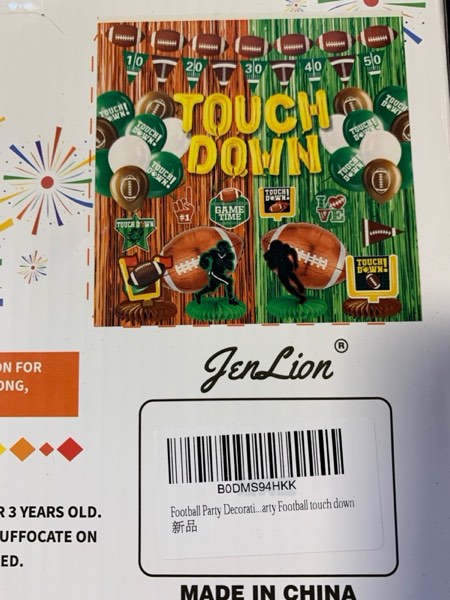 10 20 30 40 50
TOUCH
DOWN
TOUCH
DOWN!
TOUCH
DOWN!
TOUCH
DOWN!
TOUCH
DOWN!
TOUCH
DOWN!
#1
GAME
TIME
TOUCH
DOWN!
LOVE
TOUCH DOWN
TOUCH
DOWN!
JenLion®
ON FOR
ONG,
B0DMS94HKK
Football Party Decorati...arty Football touch down
新品
R 3 YEARS OLD.
UFFOCATE ON
ED.
MADE IN CHINA